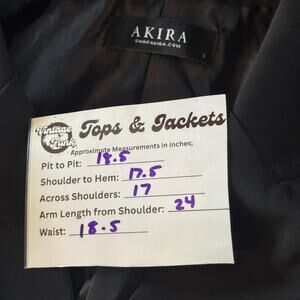 AKIRA
SHOPAKIRA.COM
S
Vintage Funk
Tops & Jackets
Approximate Measurements in Inches;
Pit to Pit: 18.5
Shoulder to Hem: 17.5
Across Shoulders: 17
Arm Length from Shoulder: 24
Waist: 18.5